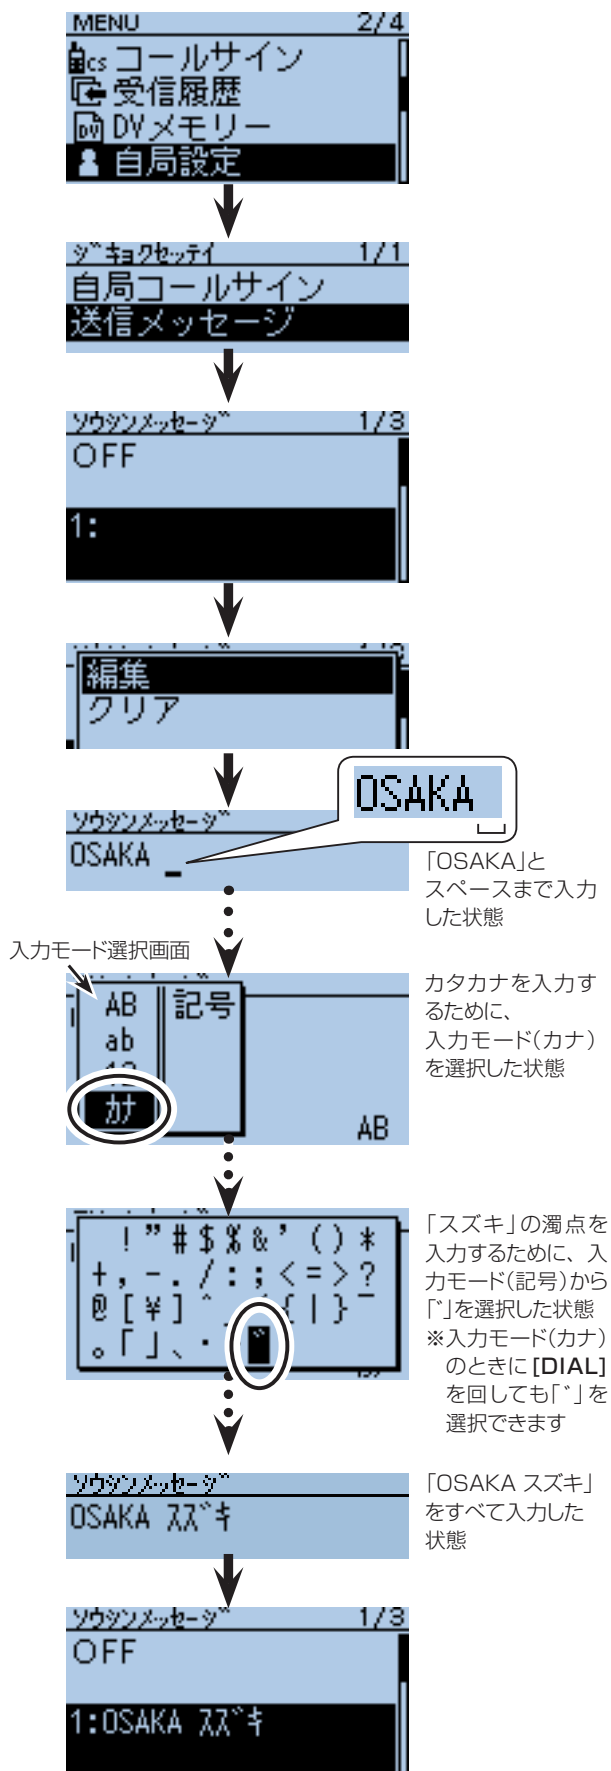 MENU 2/4
CS コールサイン
受信履歴
DV DVメモリー
自局設定
ジキョクセッテイ 1/1
自局コールサイン
送信メッセージ
ソウシンメッセージ 1/3
OFF
1:
編集
クリア
OSAKA
ソウシンメッセージ
OSAKA _
「OSAKA」と
スペースまで入力
した状態
入力モード選択画面
AB 記号
ab
12
カナ
AB
カタカナを入力す
るために、
入力モード(カナ)
を選択した状態
!"#$%&'()*
+,-./:;<=>?
@[¥]^_`{|}‾
。「」、・゛
「スズキ」の濁点を
入力するために、入
力モード(記号)から
「゛」を選択した状態
※入力モード(カナ)
のときに[DIAL]
を回しても「゛」を
選択できます
ソウシンメッセージ
OSAKA スズキ
「OSAKA スズキ」
をすべて入力した
状態
ソウシンメッセージ 1/3
OFF
1:OSAKA スズキ